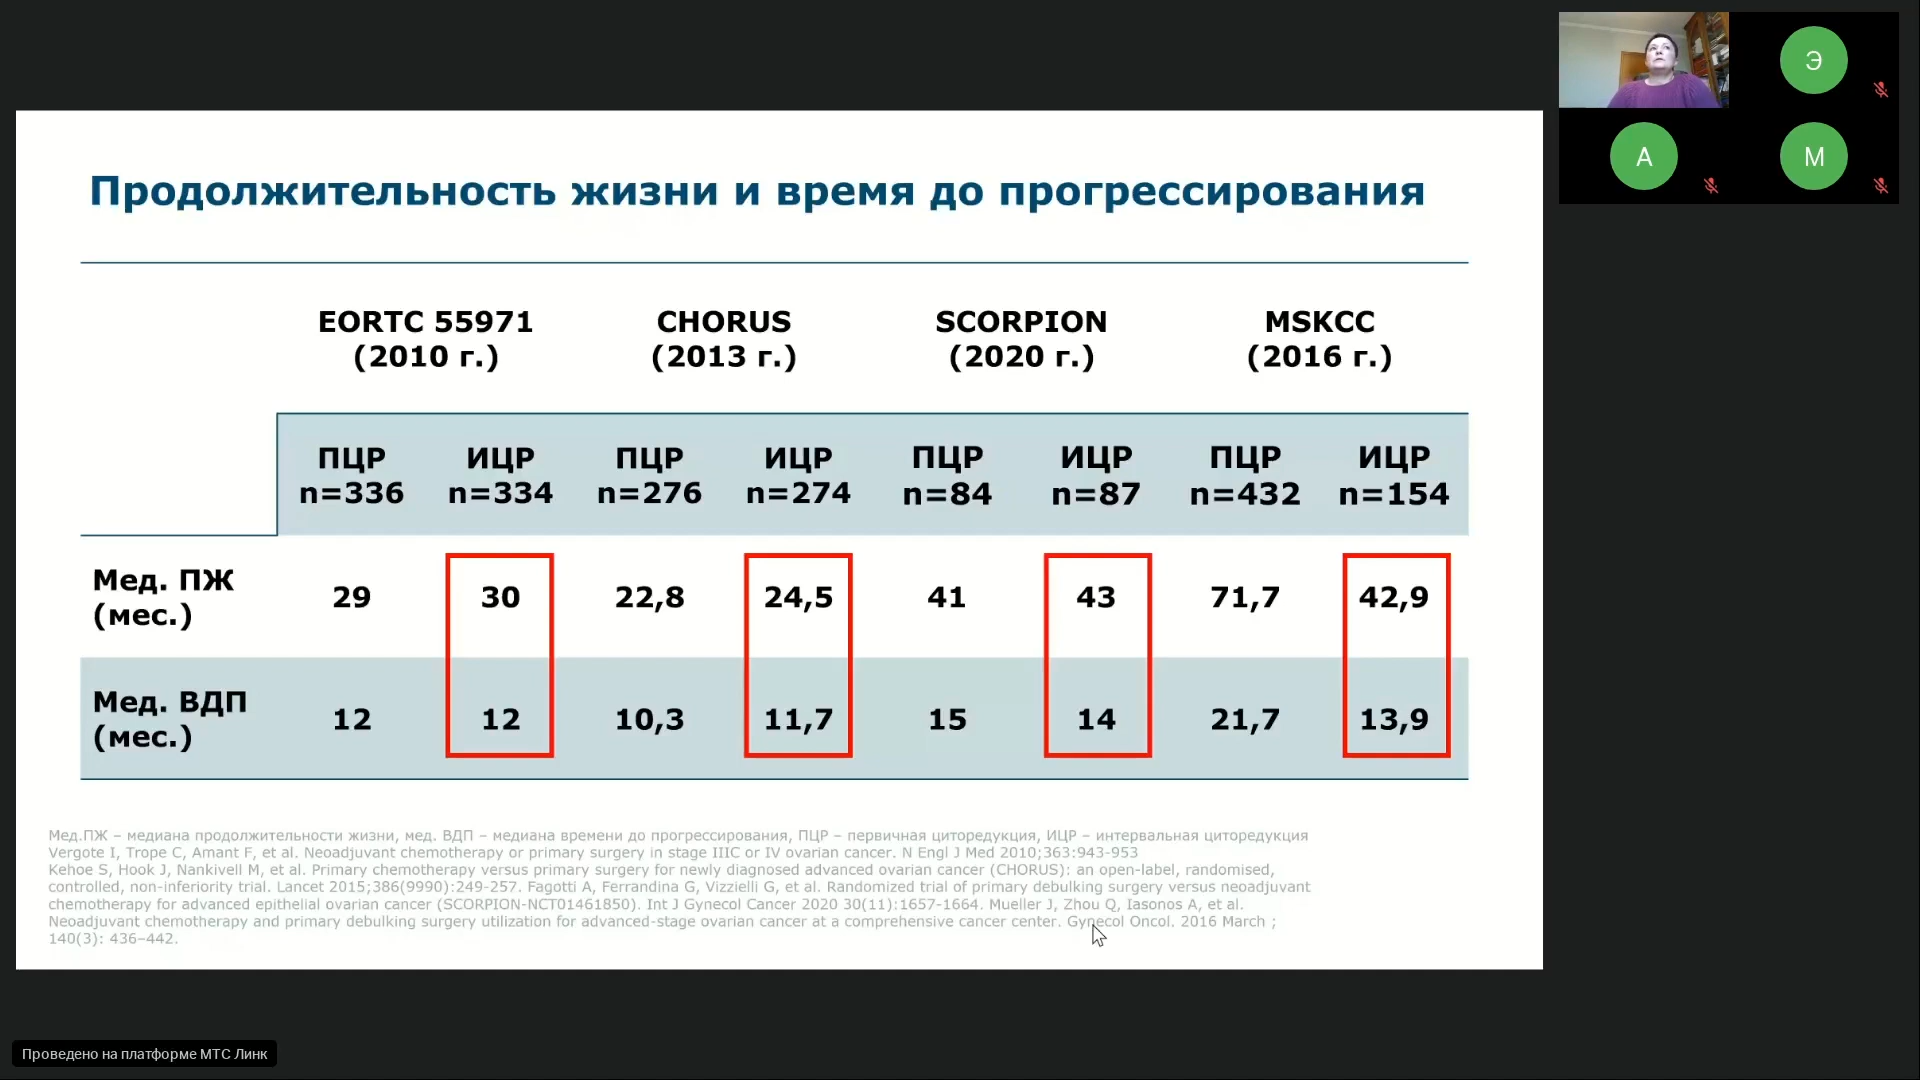 Продолжительность жизни и время до прогрессирования
EORTC 55971 CHORUS SCORPION MSKCC
(2010 г.) (2013 г.) (2020 г.) (2016 г.)
ПЦР ИЦР ПЦР ИЦР ПЦР ИЦР ПЦР ИЦР
n=336 n=334 n=276 n=274 n=84 n=87 n=432 n=154
Мед. ПЖ
(мес.) 29 30 22,8 24,5 41 43 71,7 42,9
Мед. ВДП
(мес.) 12 12 10,3 11,7 15 14 21,7 13,9
Мед.ПЖ – медиана продолжительности жизни, мед. ВДП – медиана времени до прогрессирования, ПЦР – первичная циторедукция, ИЦР – интервальная циторедукция
Vergote I, Trope C, Amant F, et al. Neoadjuvant chemotherapy or primary surgery in stage IIIC or IV ovarian cancer. N Engl J Med 2010;363:943-953
Kehoe S, Hook J, Nankivell M, et al. Primary chemotherapy versus primary surgery for newly diagnosed advanced ovarian cancer (CHORUS): an open-label, randomised,
controlled, non-inferiority trial. Lancet 2015;386(9990):249-257. Fagotti A, Ferrandina G, Vizzielli G, et al. Randomized trial of primary debulking surgery versus neoadjuvant
chemotherapy for advanced epithelial ovarian cancer (SCORPION-NCT01461850). Int J Gynecol Cancer 2020 30(11):1657-1664. Mueller J, Zhou Q, Iasonos A, et al.
Neoadjuvant chemotherapy and primary debulking surgery utilization for advanced-stage ovarian cancer at a comprehensive cancer center. Gynecol Oncol. 2016 March ;
140(3): 436–442.
Э
А
М
Проведено на платформе МТС Линк